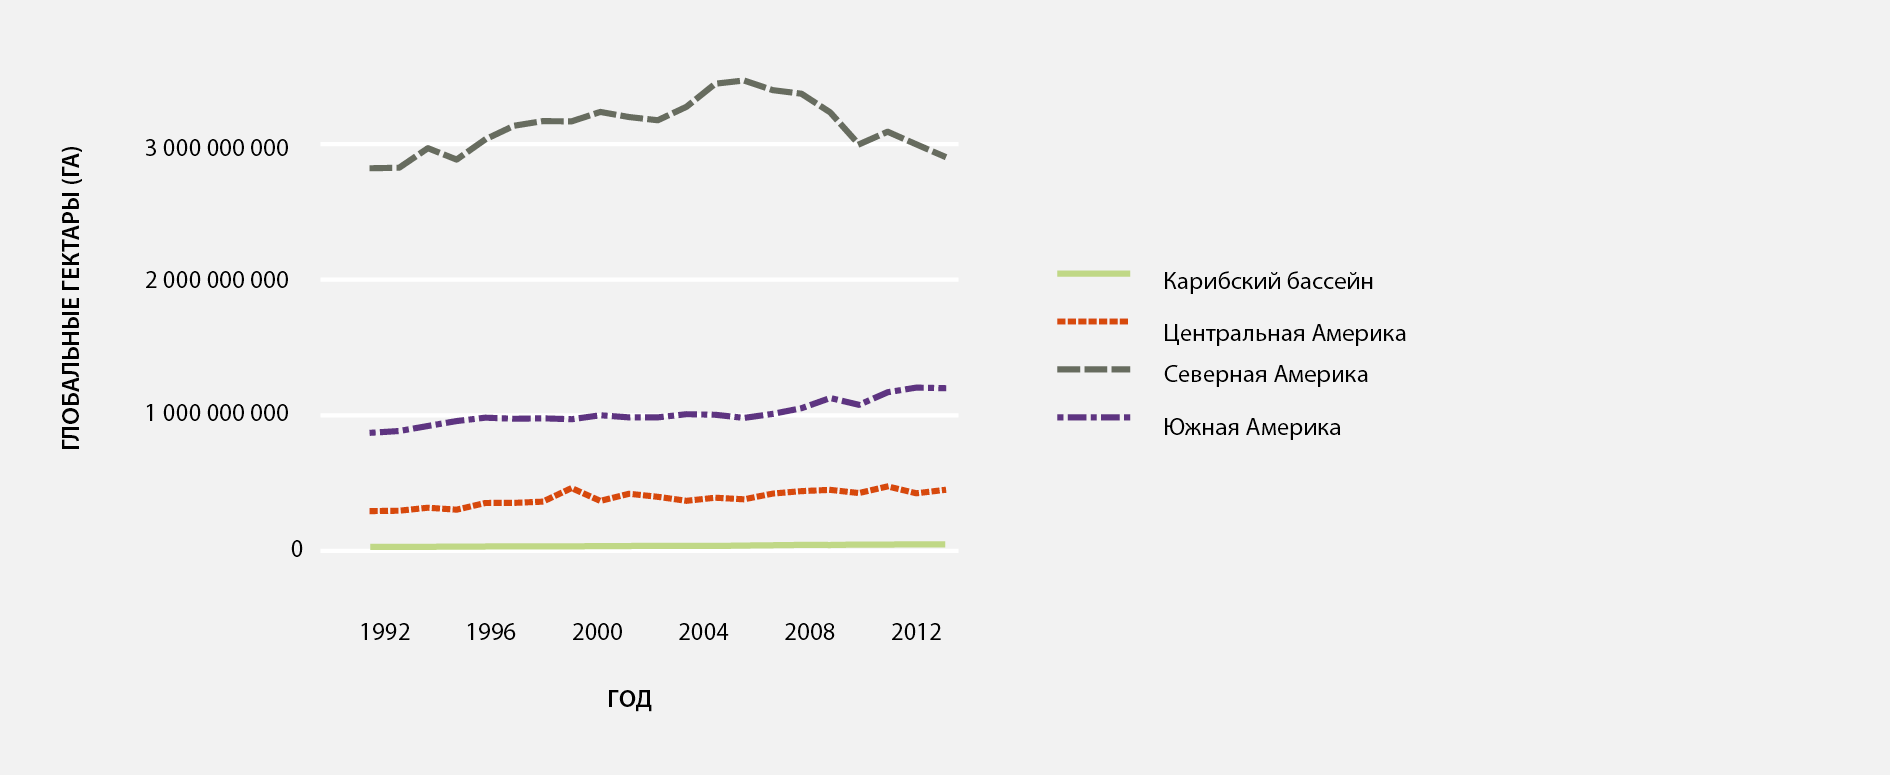 ГЛОБАЛЬНЫЕ ГЕКТАРЫ (ГА)
3 000 000 000
2 000 000 000
1 000 000 000
0
1992 1996 2000 2004 2008 2012
ГОД
Карибский бассейн
Центральная Америка
Северная Америка
Южная Америка